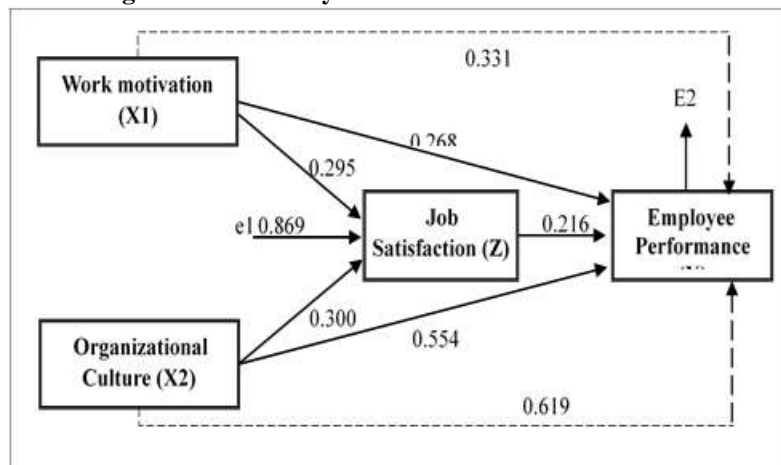 0.331
Work motivation
(X1)
E2
0.268
0.295
Job
Satisfaction (Z)
Employee
Performance
e1 0.869
0.216
0.300
0.554
Organizational
Culture (X2)
0.619